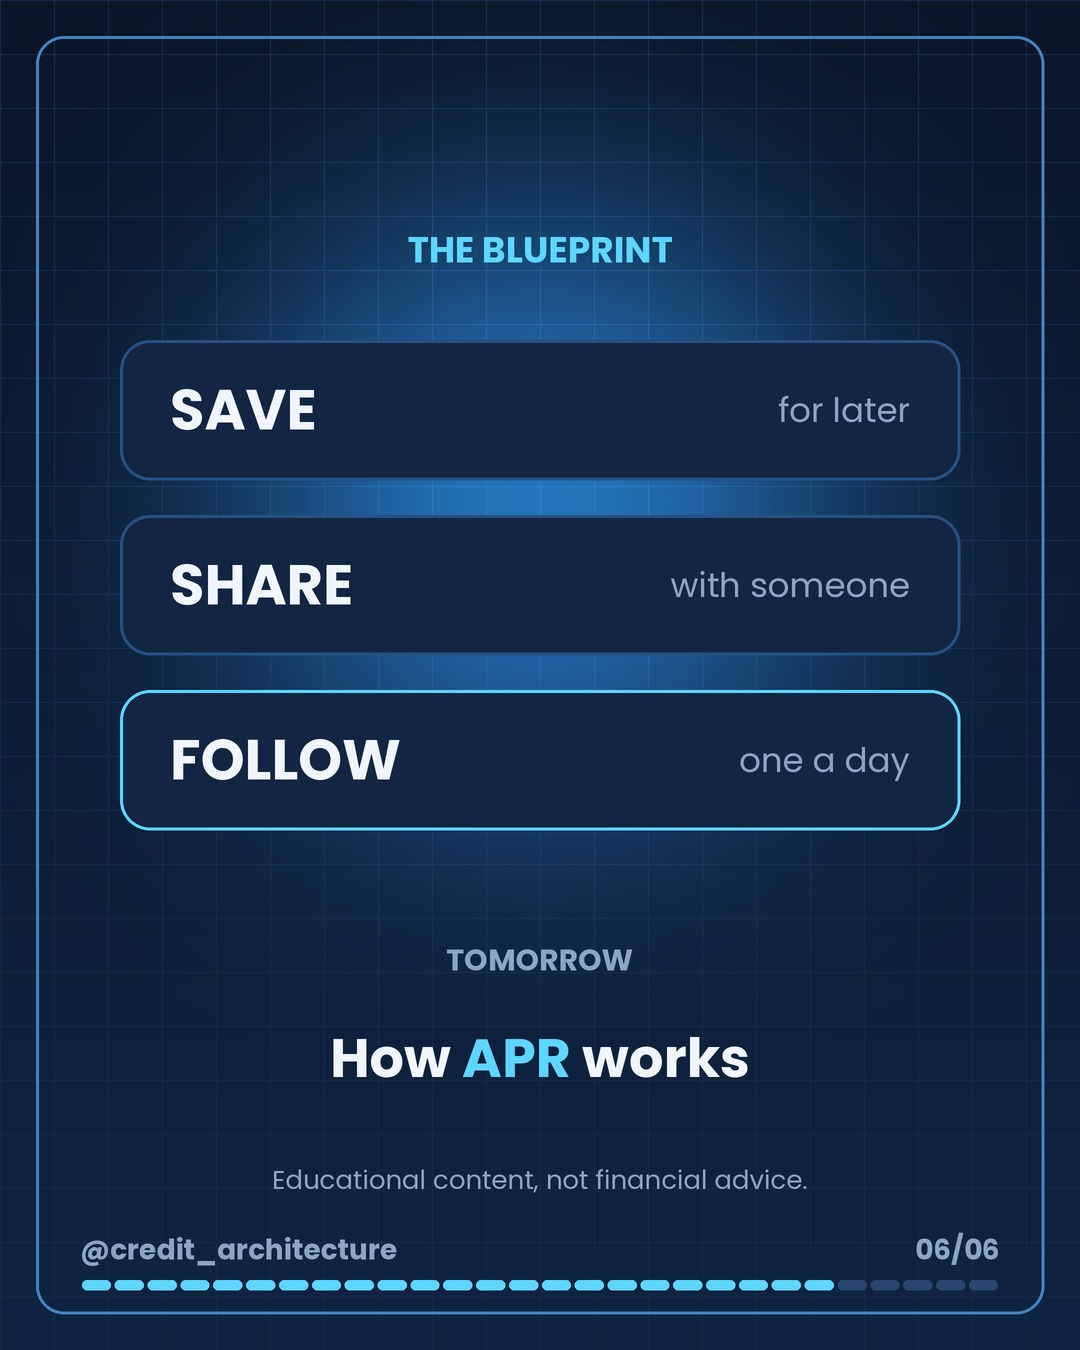 THE BLUEPRINT
SAVE for later
SHARE with someone
FOLLOW one a day
TOMORROW
How APR works
Educational content, not financial advice.
@credit_architecture 06/06